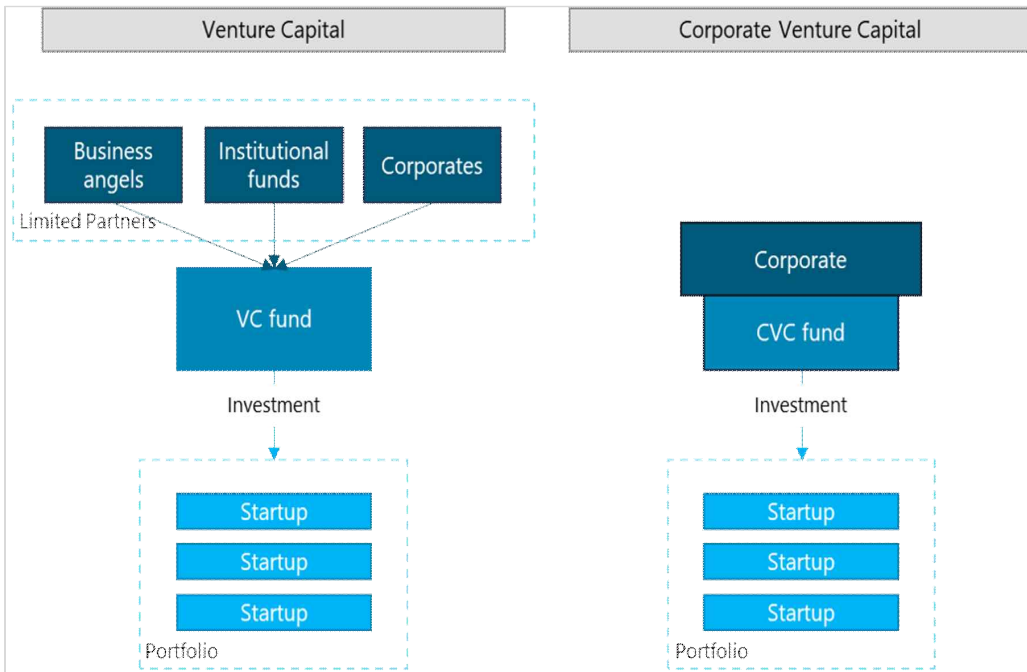 Venture Capital
Business
angels
Institutional
funds
Corporates
Limited Partners
VC fund
Investment
Startup
Startup
Startup
Portfolio
Corporate Venture Capital
Corporate
CVC fund
Investment
Startup
Startup
Startup
Portfolio